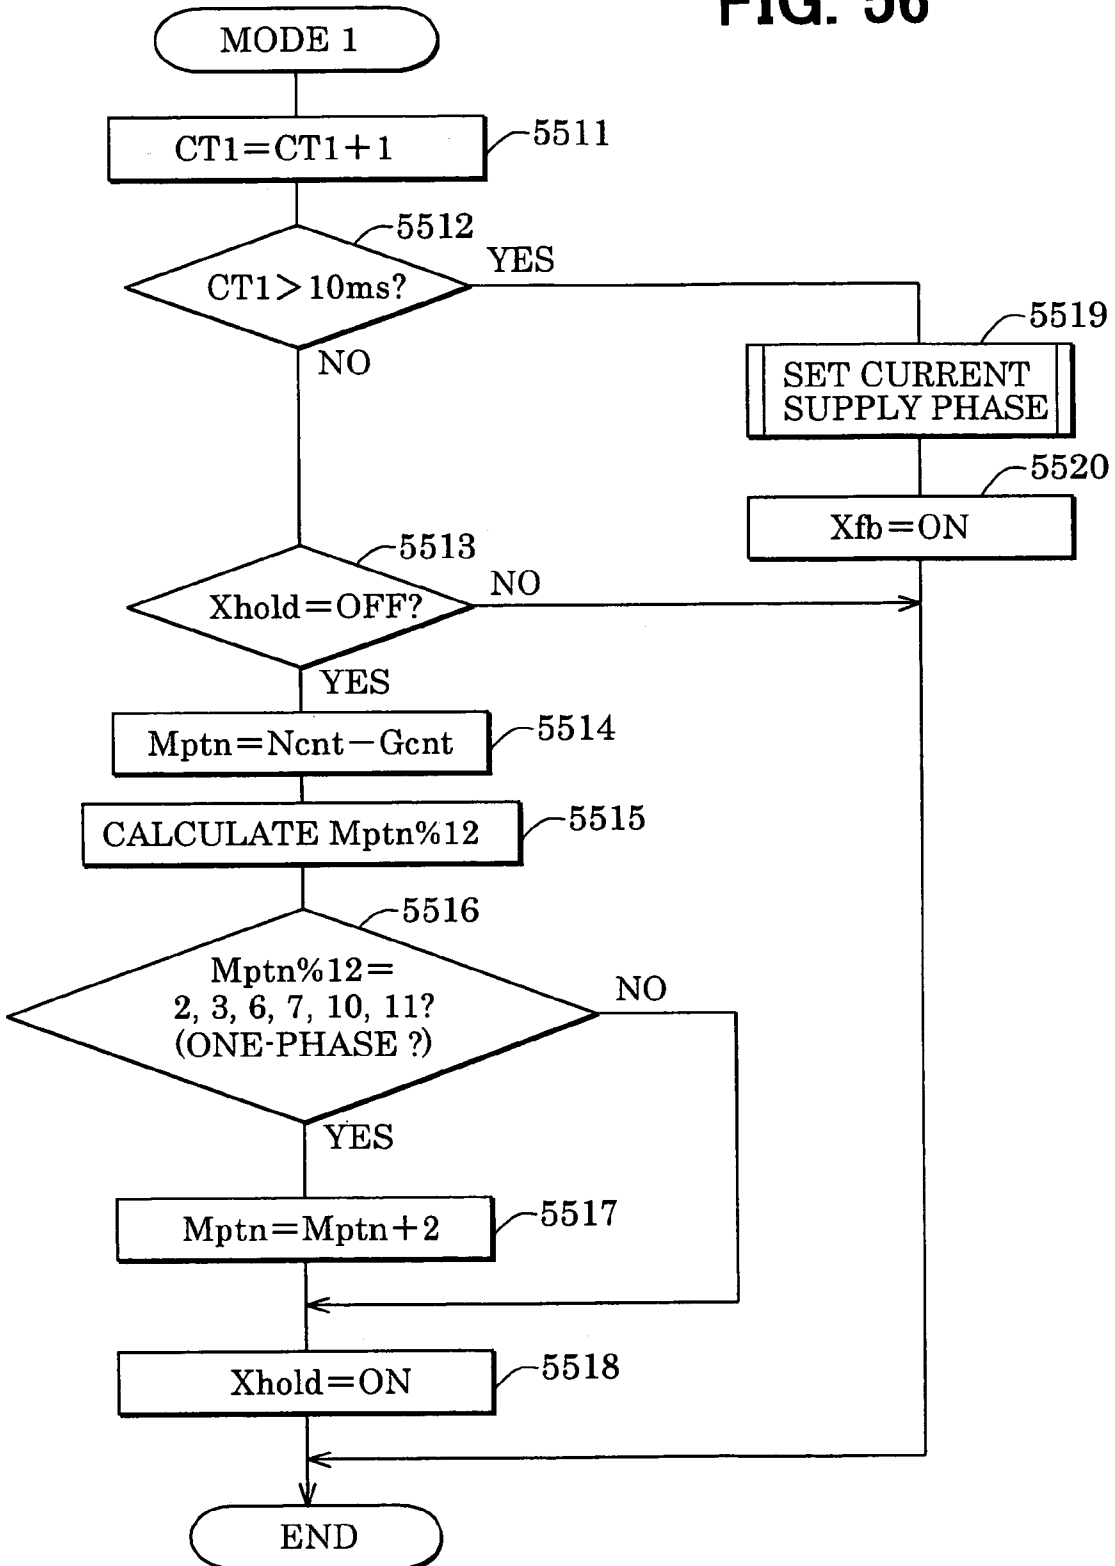 FIG. 56
MODE 1
CT1=CT1+1
5511
5512
CT1>10ms?
YES
NO
5519
SET CURRENT
SUPPLY PHASE
5520
Xfb=ON
5513
Xhold=OFF?
NO
YES
Mptn=Ncnt−Gcnt
5514
CALCULATE Mptn%12
5515
5516
Mptn%12=
2, 3, 6, 7, 10, 11?
(ONE-PHASE ?)
NO
YES
Mptn=Mptn+2
5517
Xhold=ON
5518
END